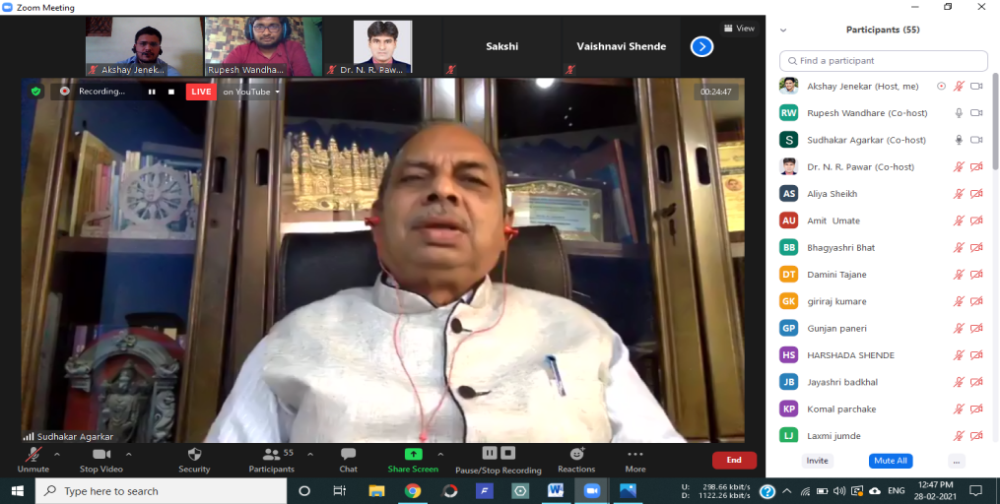 Zoom Meeting
Akshay Jenek...
Rupesh Wandha...
Dr. N. R. Paw...
Sakshi
Vaishnavi Shende
View
Recording...
LIVE
on YouTube
00:24:47
Sudhakar Agarkar
Participants (55)
Find a participant
Akshay Jenekar (Host, me)
RW Rupesh Wandhare (Co-host)
S Sudhakar Agarkar (Co-host)
Dr. N. R. Pawar (Co-host)
AS Aliya Sheikh
AU Amit Umate
BB Bhagyashri Bhat
DT Damini Tajane
GK giriraj kumare
GP Gunjan paneri
HS HARSHADA SHENDE
JB Jayashri badkhal
KP Komal parchake
LJ Laxmi jumde
Unmute
Stop Video
Security
Participants
55
Chat
Share Screen
Pause/Stop Recording
Reactions
More
End
Invite
Mute All
...
Type here to search
U: 298.66 kbit/s
D: 1122.26 kbit/s
ENG
12:47 PM
28-02-2021